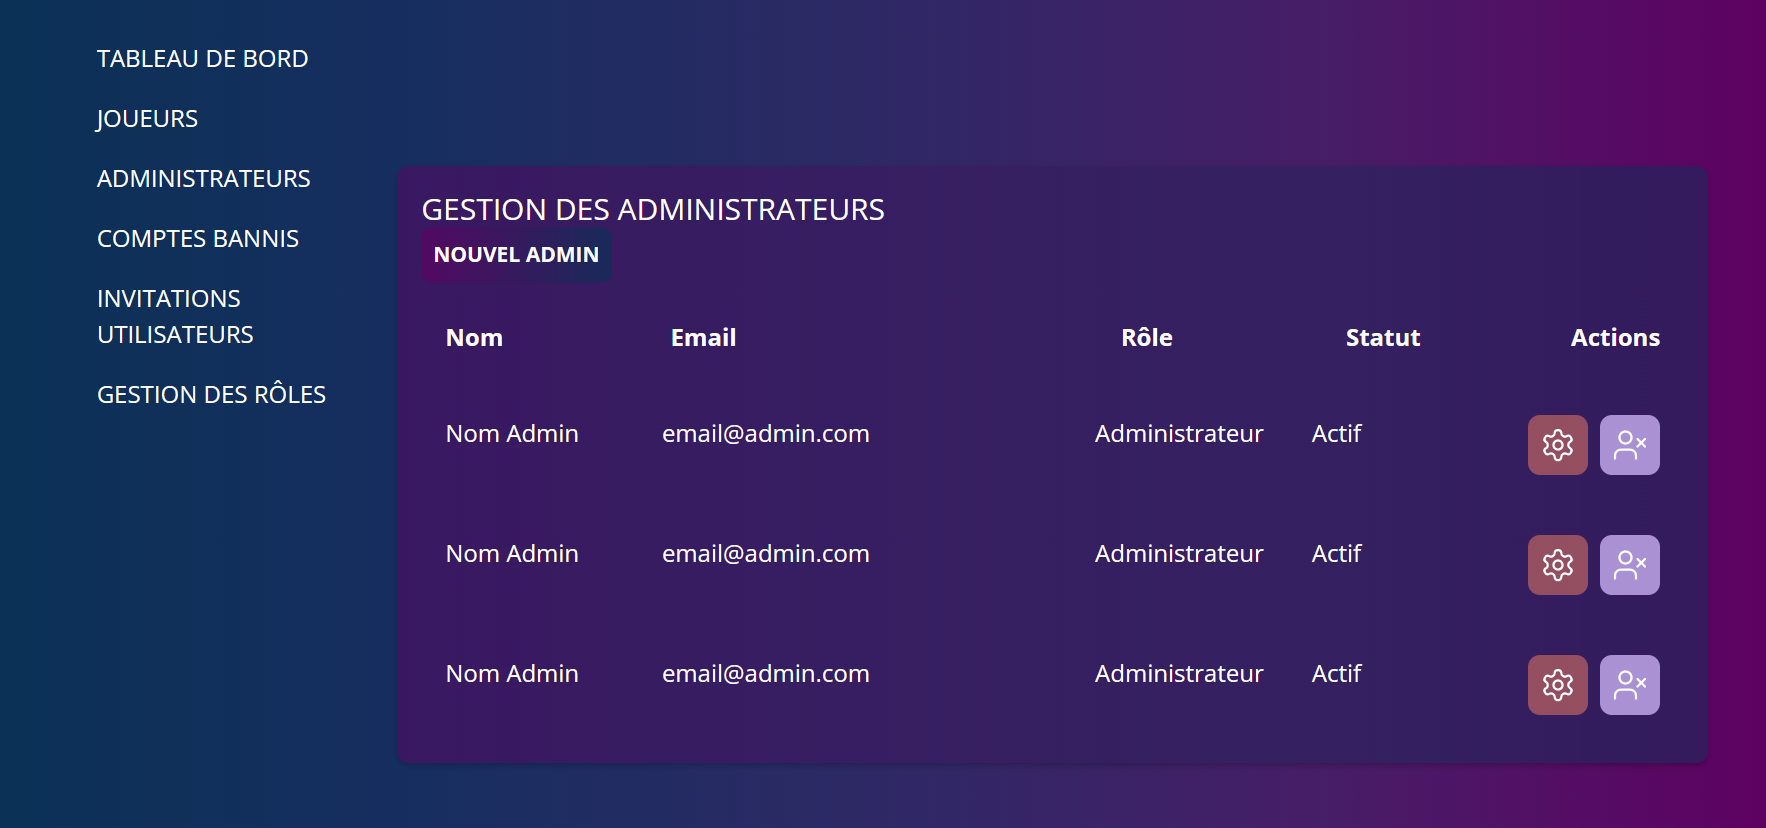 TABLEAU DE BORD
JOUEURS
ADMINISTRATEURS
COMPTES BANNIS
INVITATIONS
UTILISATEURS
GESTION DES RÔLES
GESTION DES ADMINISTRATEURS
NOUVEL ADMIN
Nom Email Rôle Statut Actions
Nom Admin email@admin.com Administrateur Actif
Nom Admin email@admin.com Administrateur Actif
Nom Admin email@admin.com Administrateur Actif